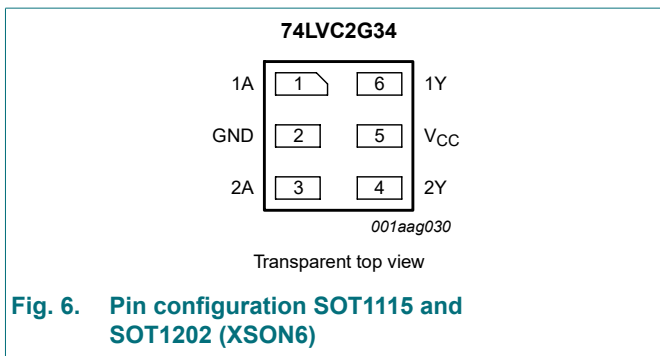 74LVC2G34
1A 1 6 1Y
GND 2 5 VCC
2A 3 4 2Y
001aag030
Transparent top view
Fig. 6. Pin configuration SOT1115 and
SOT1202 (XSON6)